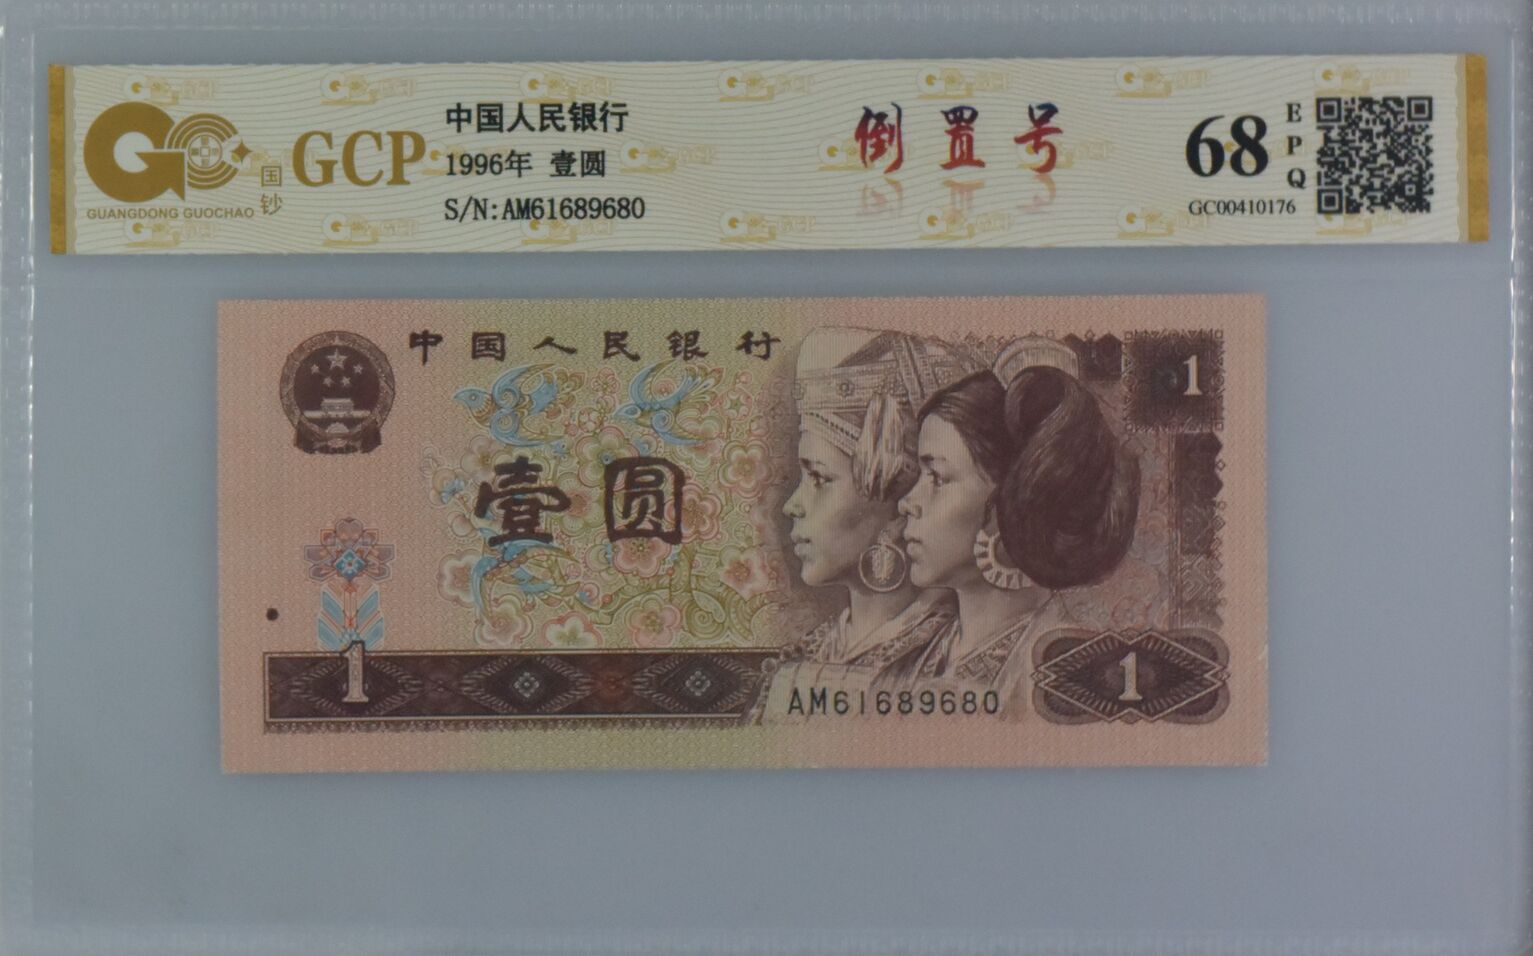 GUANGDONG GUOCHAO
国钞
GCP
中国人民银行
1996年 壹圆
S/N:AM61689680
倒置号
68
EPQ
GC00410176
中国人民银行
1
壹圆
1
AM61689680
1